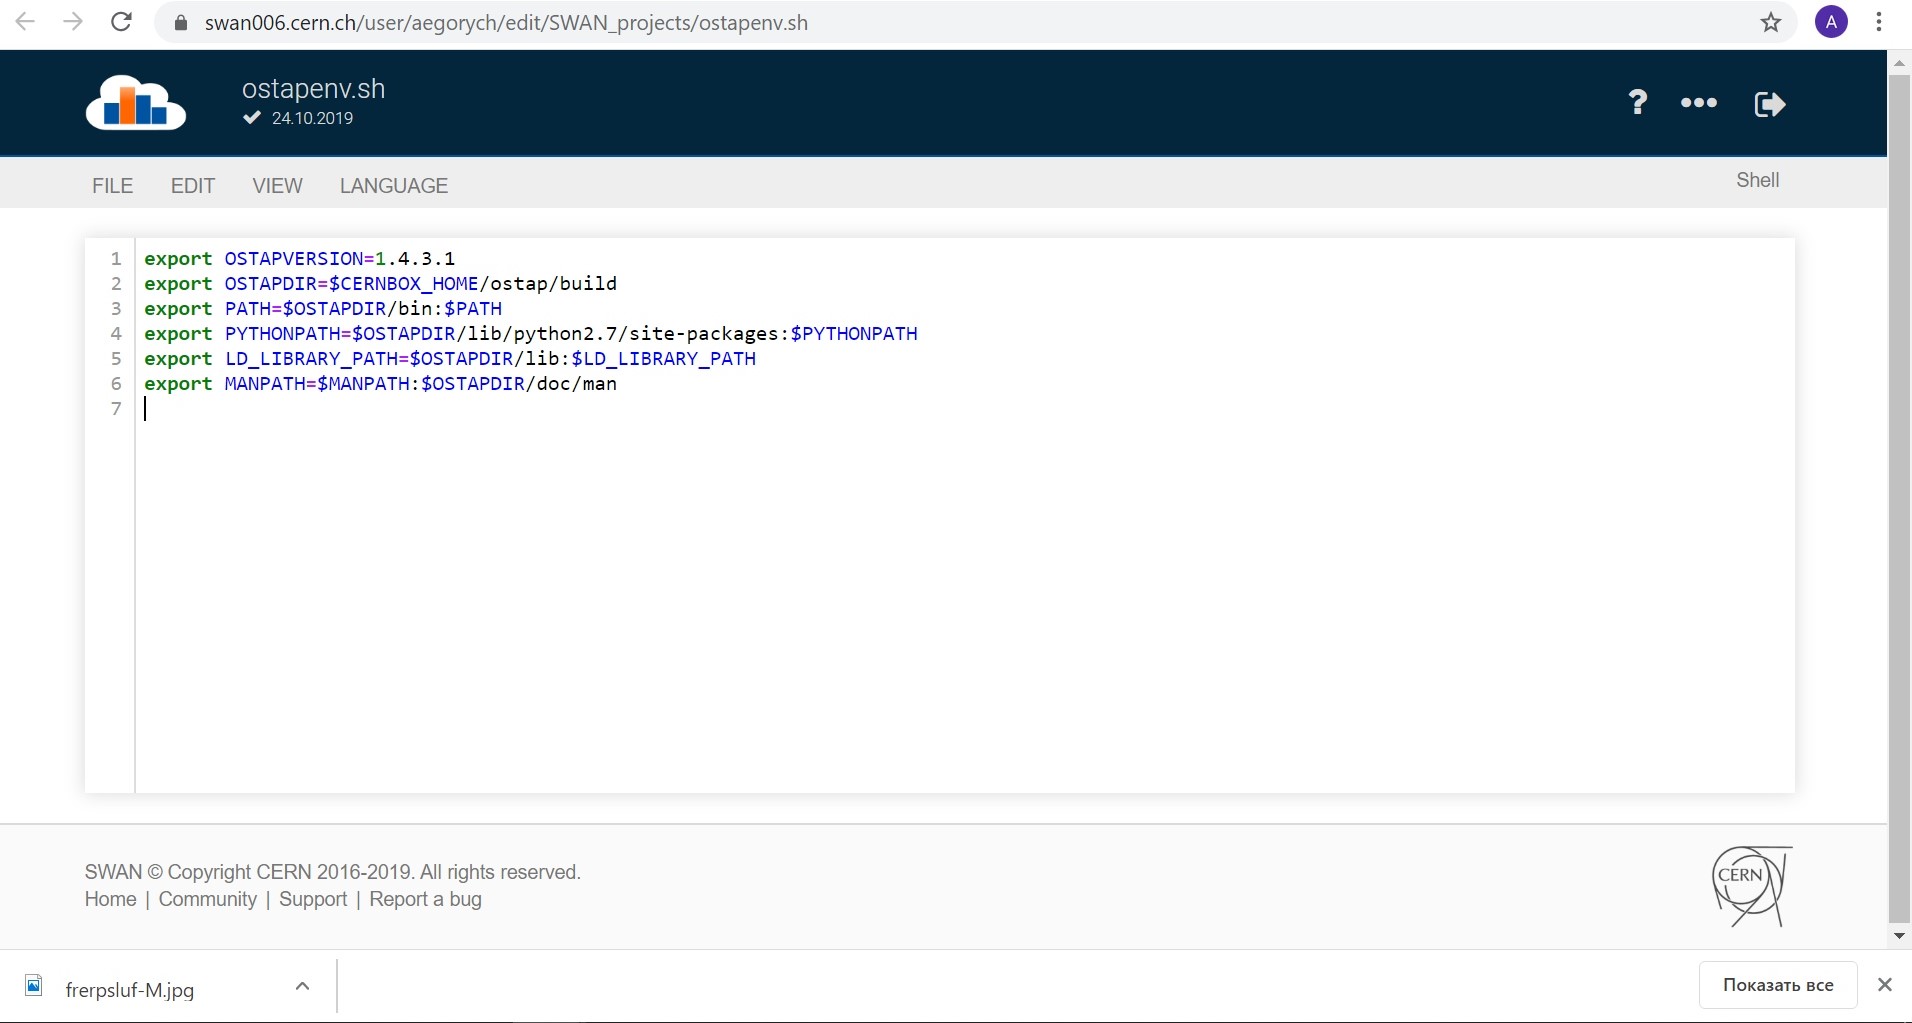 swan006.cern.ch/user/aegorych/edit/SWAN_projects/ostapenv.sh
A
ostapenv.sh
24.10.2019
?
FILE EDIT VIEW LANGUAGE
Shell
1 export OSTAPVERSION=1.4.3.1
2 export OSTAPDIR=$CERNBOX_HOME/ostap/build
3 export PATH=$OSTAPDIR/bin:$PATH
4 export PYTHONPATH=$OSTAPDIR/lib/python2.7/site-packages:$PYTHONPATH
5 export LD_LIBRARY_PATH=$OSTAPDIR/lib:$LD_LIBRARY_PATH
6 export MANPATH=$MANPATH:$OSTAPDIR/doc/man
7
SWAN © Copyright CERN 2016-2019. All rights reserved.
Home | Community | Support | Report a bug
CERN
frerpsluf-M.jpg
Показать все